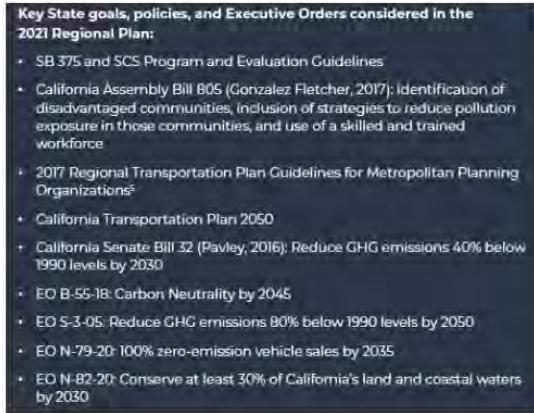 Key State goals, policies, and Executive Orders considered in the
2021 Regional Plan:
• SB 375 and SCS Program and Evaluation Guidelines
• California Assembly Bill 805 (Gonzalez Fletcher, 2017): Identification of
disadvantaged communities, inclusion of strategies to reduce pollution
exposure in those communities, and use of a skilled and trained
workforce
• 2017 Regional Transportation Plan Guidelines for Metropolitan Planning
Organizations⁵
• California Transportation Plan 2050
• California Senate Bill 32 (Pavley, 2016): Reduce GHG emissions 40% below
1990 levels by 2030
• EO B-55-18: Carbon Neutrality by 2045
• EO S-3-05: Reduce GHG emissions 80% below 1990 levels by 2050
• EO N-79-20: 100% zero-emission vehicle sales by 2035
• EO N-82-20: Conserve at least 30% of California's land and coastal waters
by 2030